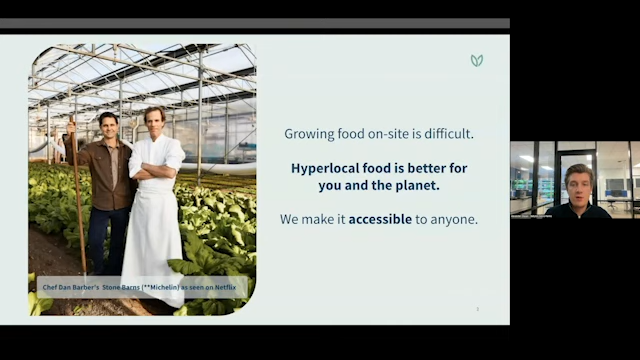 Growing food on-site is difficult.
Hyperlocal food is better for
you and the planet.
We make it accessible to anyone.
Chef Dan Barber's Stone Barns (**Michelin) as seen on Netflix